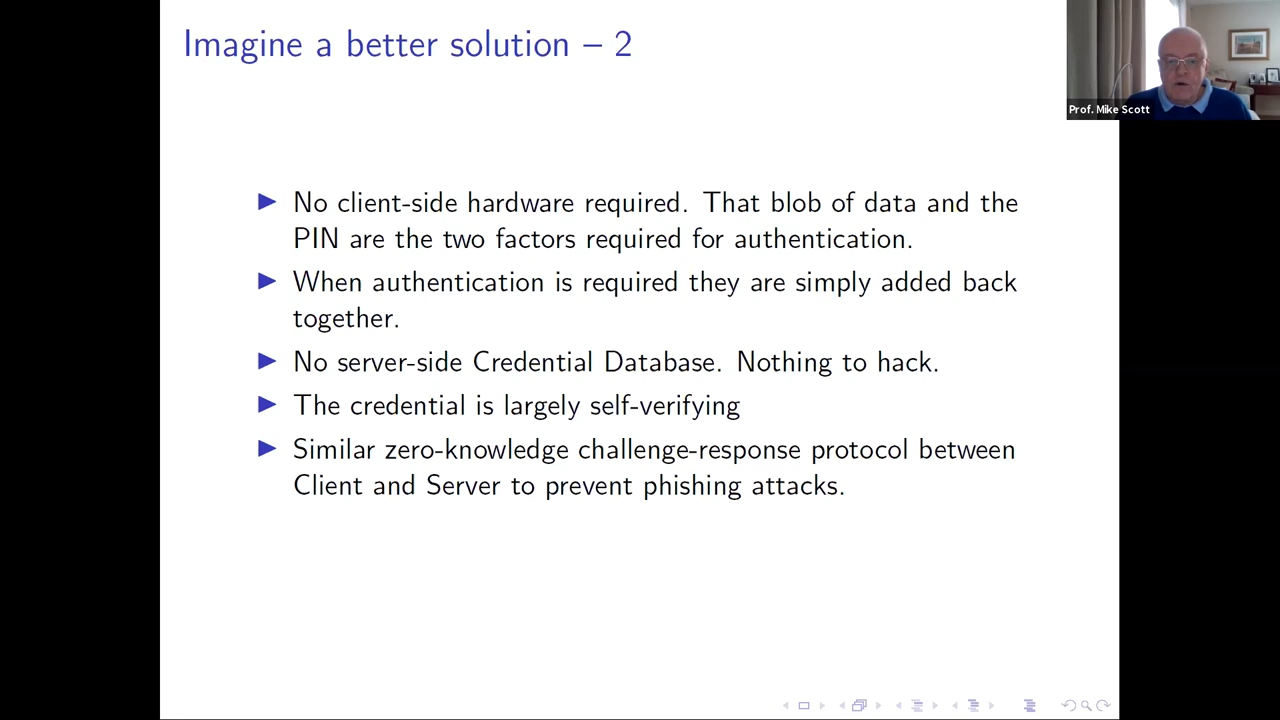 Imagine a better solution – 2
Prof. Mike Scott
No client-side hardware required. That blob of data and the
PIN are the two factors required for authentication.
When authentication is required they are simply added back
together.
No server-side Credential Database. Nothing to hack.
The credential is largely self-verifying
Similar zero-knowledge challenge-response protocol between
Client and Server to prevent phishing attacks.